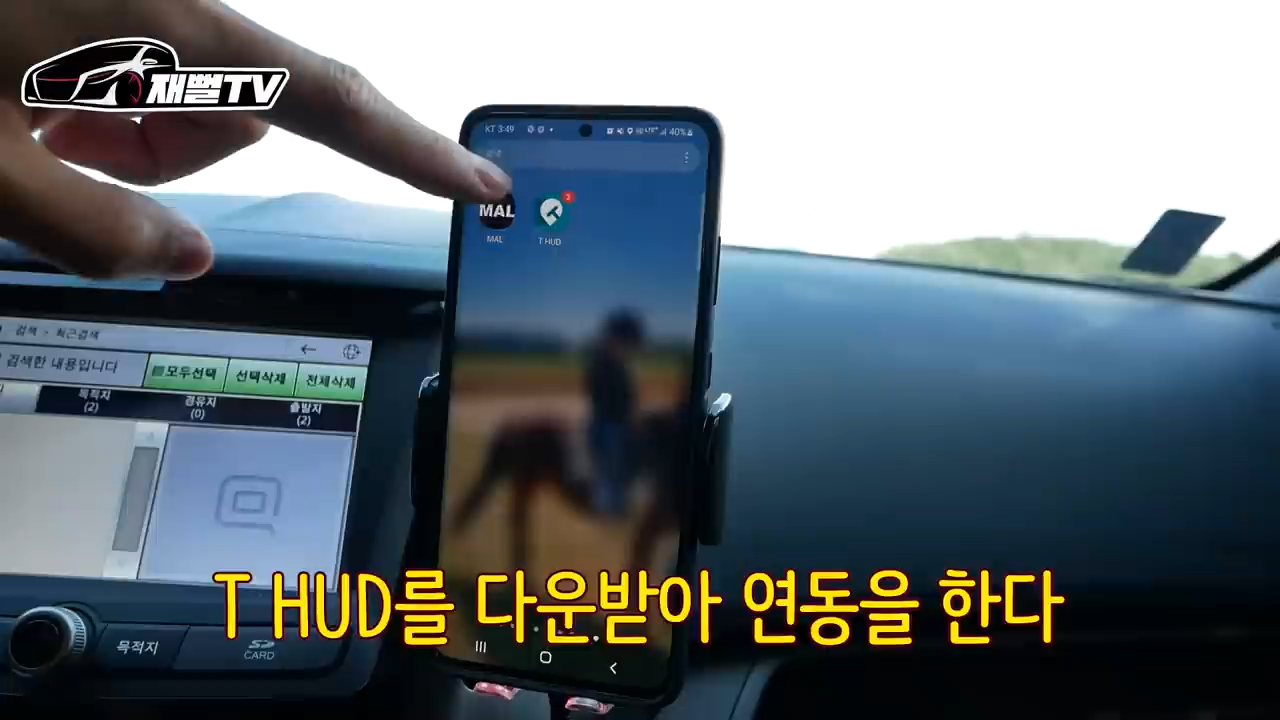 재뻘TV
KT 3:49
40%
MAL
MAL
3
T HUD
검색 - 최근검색
검색한 내용입니다
모두선택
선택삭제
전체삭제
목적지
(2)
경유지
(0)
출발지
(2)
T HUD를 다운받아 연동을 한다
목적지
SD
CARD